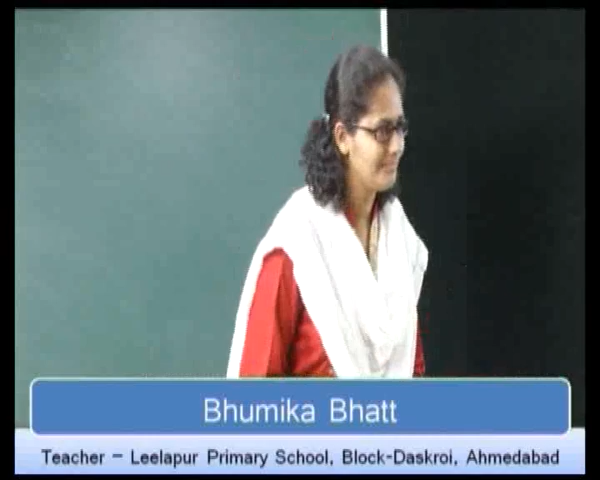 Bhumika Bhatt
Teacher – Leelapur Primary School, Block-Daskroi, Ahmedabad